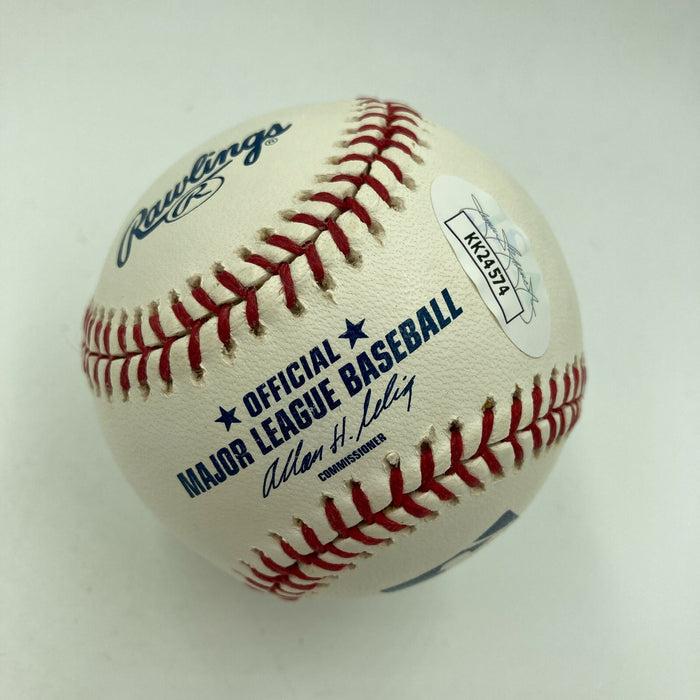 Rawlings®
R
★ OFFICIAL ★
MAJOR LEAGUE BASEBALL
Allan H. Selig
COMMISSIONER
KK24574